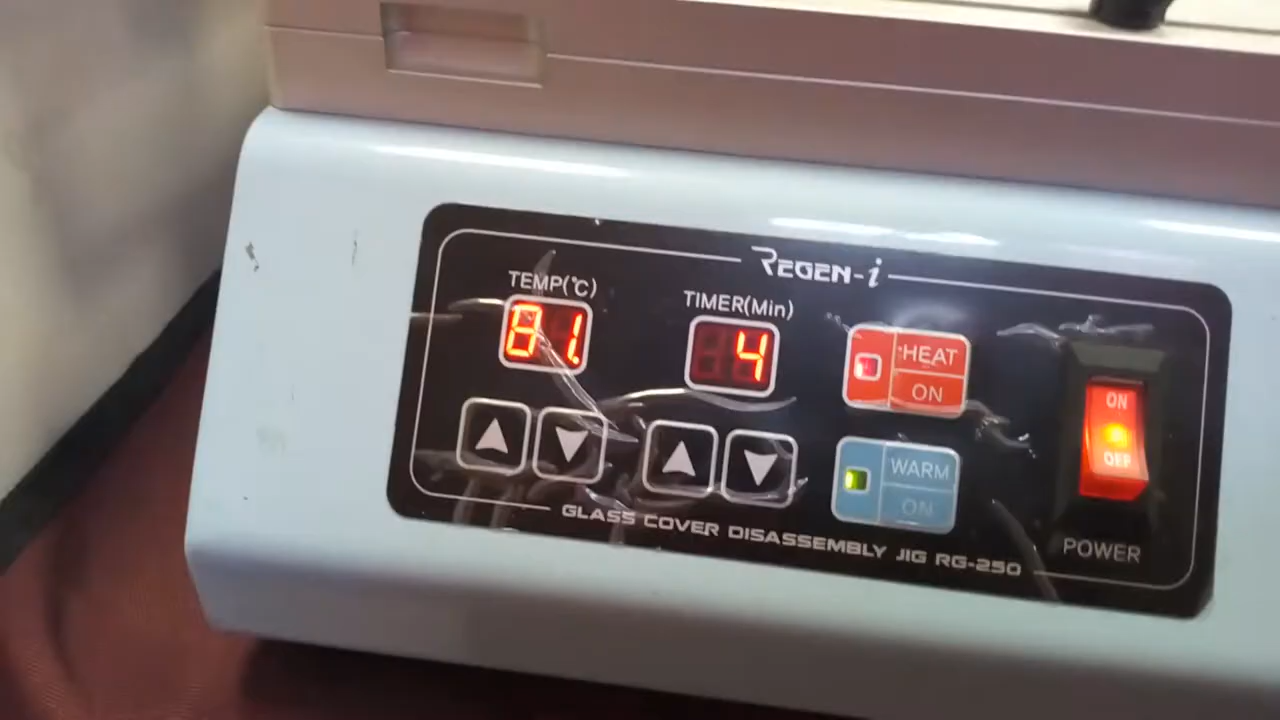 REGEN-i
TEMP(℃)
TIMER(Min)
81.
4
HEAT
ON
WARM
ON
ON
OFF
POWER
GLASS COVER DISASSEMBLY JIG RG-250